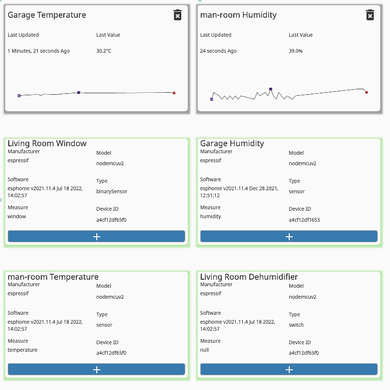 Garage Temperature
Last Updated
Last Value
1 Minutes, 21 seconds Ago
30.2°C
man-room Humidity
Last Updated
Last Value
24 seconds Ago
39.0%
Living Room Window
Manufacturer
Model
espressif
nodemcuv2
Software
Type
esphome v2021.11.4 Jul 18 2022,
14:02:57
binarySensor
Measure
Device ID
window
a4cf12df65f0
+
Garage Humidity
Manufacturer
Model
espressif
nodemcuv2
Software
Type
esphome v2021.11.4 Dec 28 2021,
12:51:12
sensor
Measure
Device ID
humidity
a4cf12df1653
+
man-room Temperature
Manufacturer
Model
espressif
nodemcuv2
Software
Type
esphome v2021.11.4 Jul 18 2022,
14:02:57
sensor
Measure
Device ID
temperature
a4cf12df65f0
+
Living Room Dehumidifier
Manufacturer
Model
espressif
nodemcuv2
Software
Type
esphome v2021.11.4 Jul 18 2022,
14:02:57
switch
Measure
Device ID
null
a4cf12df65f0
+